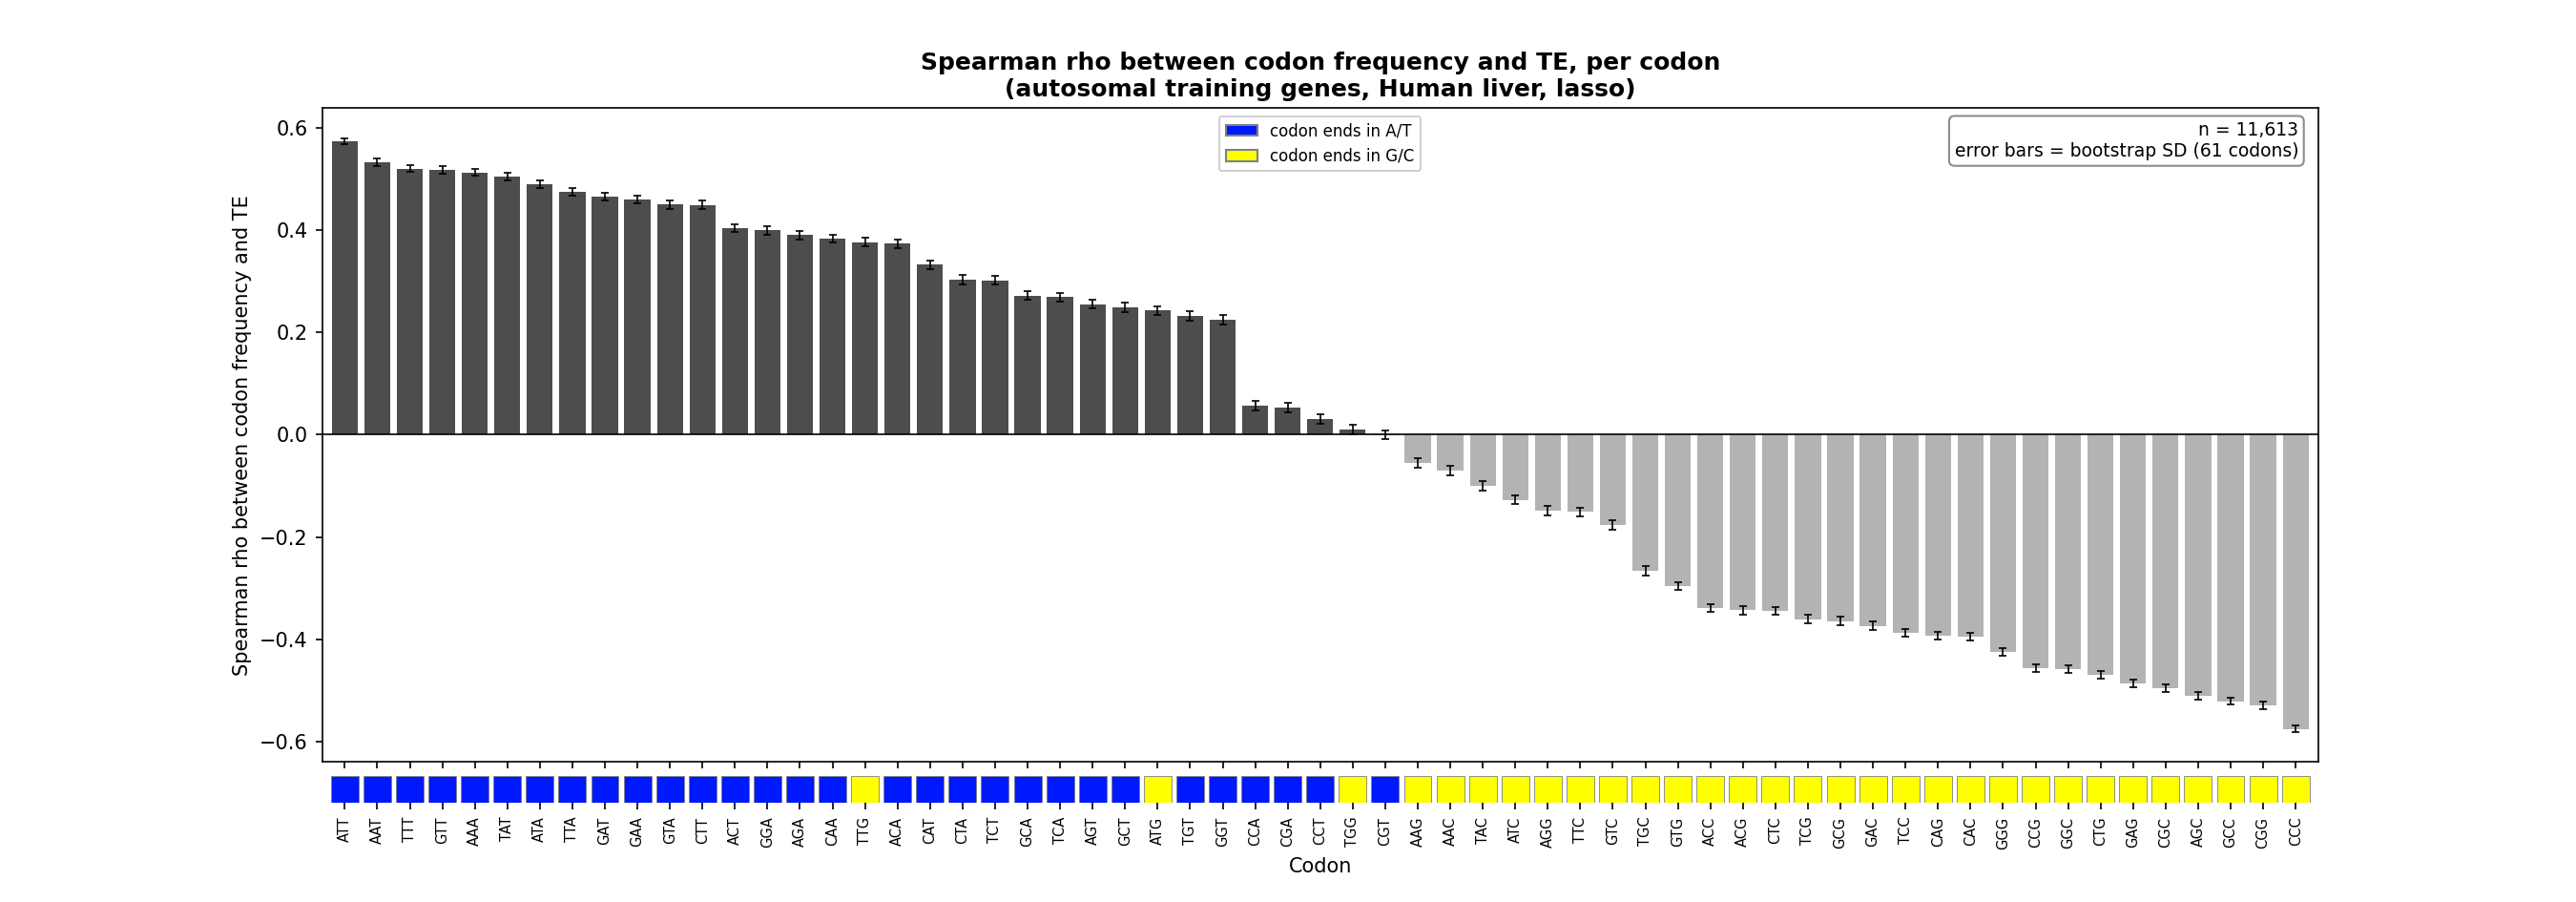 Spearman rho between codon frequency and TE, per codon
(autosomal training genes, Human liver, lasso)
codon ends in A/T
codon ends in G/C
n = 11,613
error bars = bootstrap SD (61 codons)
Spearman rho between codon frequency and TE
0.6
0.4
0.2
0.0
−0.2
−0.4
−0.6
ATT AAT TTT GTT AAA TAT ATA TTA GAT GAA GTA CTT ACT GGA AGA CAA TTG ACA CAT CTA TCT GCA TCA AGT GCT ATG TGT GGT CCA CGA CCT TGG CGT AAG AAC TAC ATC AGG TTC GTC TGC GTG ACC ACG CTC TCG GCG GAC TCC CAG CAC GGG CCG GGC CTG GAG CGC AGC GCC CGG CCC
Codon